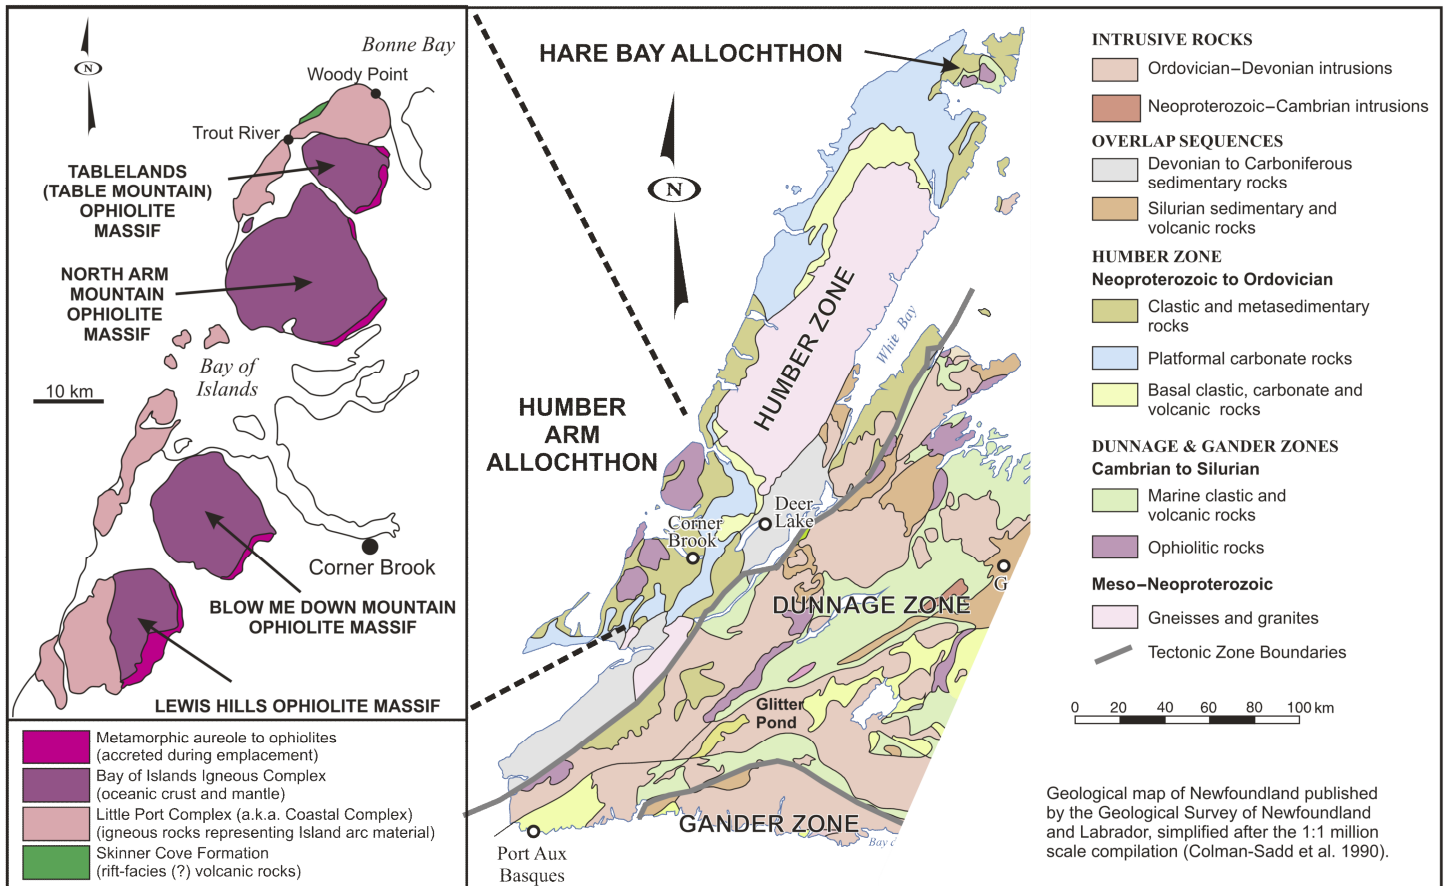 Bonne Bay
N
Woody Point
Trout River
TABLELANDS
(TABLE MOUNTAIN)
OPHIOLITE
MASSIF
NORTH ARM
MOUNTAIN
OPHIOLITE
MASSIF
Bay of
Islands
10 km
Corner Brook
BLOW ME DOWN MOUNTAIN
OPHIOLITE MASSIF
LEWIS HILLS OPHIOLITE MASSIF
Metamorphic aureole to ophiolites
(accreted during emplacement)
Bay of Islands Igneous Complex
(oceanic crust and mantle)
Little Port Complex (a.k.a. Coastal Complex)
(igneous rocks representing Island arc material)
Skinner Cove Formation
(rift-facies (?) volcanic rocks)
HARE BAY ALLOCHTHON
N
HUMBER ZONE
White Bay
HUMBER
ARM
ALLOCHTHON
Deer
Lake
Corner
Brook
G
DUNNAGE ZONE
Glitter
Pond
GANDER ZONE
Bay
Port Aux
Basques
INTRUSIVE ROCKS
Ordovician–Devonian intrusions
Neoproterozoic–Cambrian intrusions
OVERLAP SEQUENCES
Devonian to Carboniferous
sedimentary rocks
Silurian sedimentary and
volcanic rocks
HUMBER ZONE
Neoproterozoic to Ordovician
Clastic and metasedimentary
rocks
Platformal carbonate rocks
Basal clastic, carbonate and
volcanic rocks
DUNNAGE & GANDER ZONES
Cambrian to Silurian
Marine clastic and
volcanic rocks
Ophiolitic rocks
Meso–Neoproterozoic
Gneisses and granites
Tectonic Zone Boundaries
0 20 40 60 80 100 km
Geological map of Newfoundland published
by the Geological Survey of Newfoundland
and Labrador, simplified after the 1:1 million
scale compilation (Colman-Sadd et al. 1990).